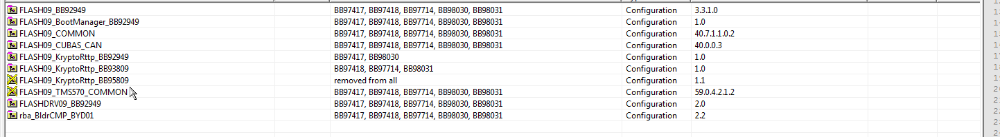 FLASH09_BB92949 BB97417, BB97418, BB97714, BB98030, BB98031 Configuration 3.3.1.0
FLASH09_BootManager_BB92949 BB97417, BB97418, BB97714, BB98030, BB98031 Configuration 1.0
FLASH09_COMMON BB97417, BB97418, BB97714, BB98030, BB98031 Configuration 40.7.1.1.0.2
FLASH09_CUBAS_CAN BB97417, BB97418, BB97714, BB98030, BB98031 Configuration 40.0.0.3
FLASH09_KryptoRttp_BB92949 BB97417, BB98030 Configuration 1.0
FLASH09_KryptoRttp_BB93809 BB97418, BB97714, BB98031 Configuration 1.0
FLASH09_KryptoRttp_BB95809 removed from all Configuration 1.1
FLASH09_TMS570_COMMON BB97417, BB97418, BB97714, BB98030, BB98031 Configuration 59.0.4.2.1.2
FLASHDRV09_BB92949 BB97417, BB97418, BB97714, BB98030, BB98031 Configuration 2.0
rba_BldrCMP_BYD01 BB97417, BB97418, BB97714, BB98030, BB98031 Configuration 2.2